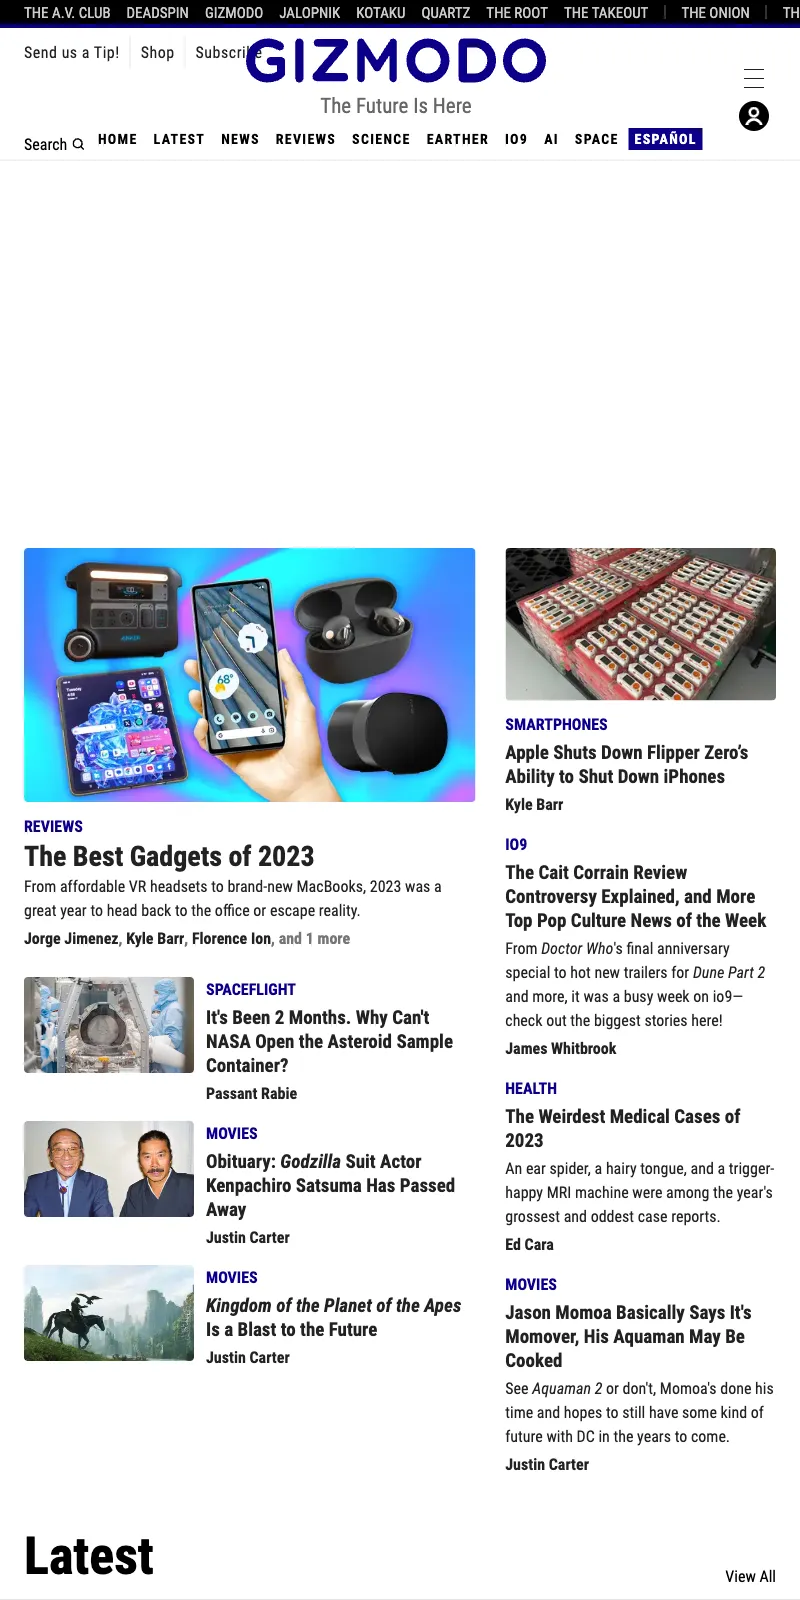 THE A.V. CLUB DEADSPIN GIZMODO JALOPNIK KOTAKU QUARTZ THE ROOT THE TAKEOUT THE ONION TH
Send us a Tip! Shop Subscribe
GIZMODO
The Future Is Here
Search HOME LATEST NEWS REVIEWS SCIENCE EARTHER IO9 AI SPACE ESPAÑOL
ANKER
68°
REVIEWS
The Best Gadgets of 2023
From affordable VR headsets to brand-new MacBooks, 2023 was a
great year to head back to the office or escape reality.
Jorge Jimenez, Kyle Barr, Florence Ion, and 1 more
SPACEFLIGHT
It's Been 2 Months. Why Can't
NASA Open the Asteroid Sample
Container?
Passant Rabie
MOVIES
Obituary: Godzilla Suit Actor
Kenpachiro Satsuma Has Passed
Away
Justin Carter
MOVIES
Kingdom of the Planet of the Apes
Is a Blast to the Future
Justin Carter
SMARTPHONES
Apple Shuts Down Flipper Zero’s
Ability to Shut Down iPhones
Kyle Barr
IO9
The Cait Corrain Review
Controversy Explained, and More
Top Pop Culture News of the Week
From Doctor Who's final anniversary
special to hot new trailers for Dune Part 2
and more, it was a busy week on io9—
check out the biggest stories here!
James Whitbrook
HEALTH
The Weirdest Medical Cases of
2023
An ear spider, a hairy tongue, and a trigger-
happy MRI machine were among the year's
grossest and oddest case reports.
Ed Cara
MOVIES
Jason Momoa Basically Says It's
Momover, His Aquaman May Be
Cooked
See Aquaman 2 or don't, Momoa's done his
time and hopes to still have some kind of
future with DC in the years to come.
Justin Carter
Latest
View All